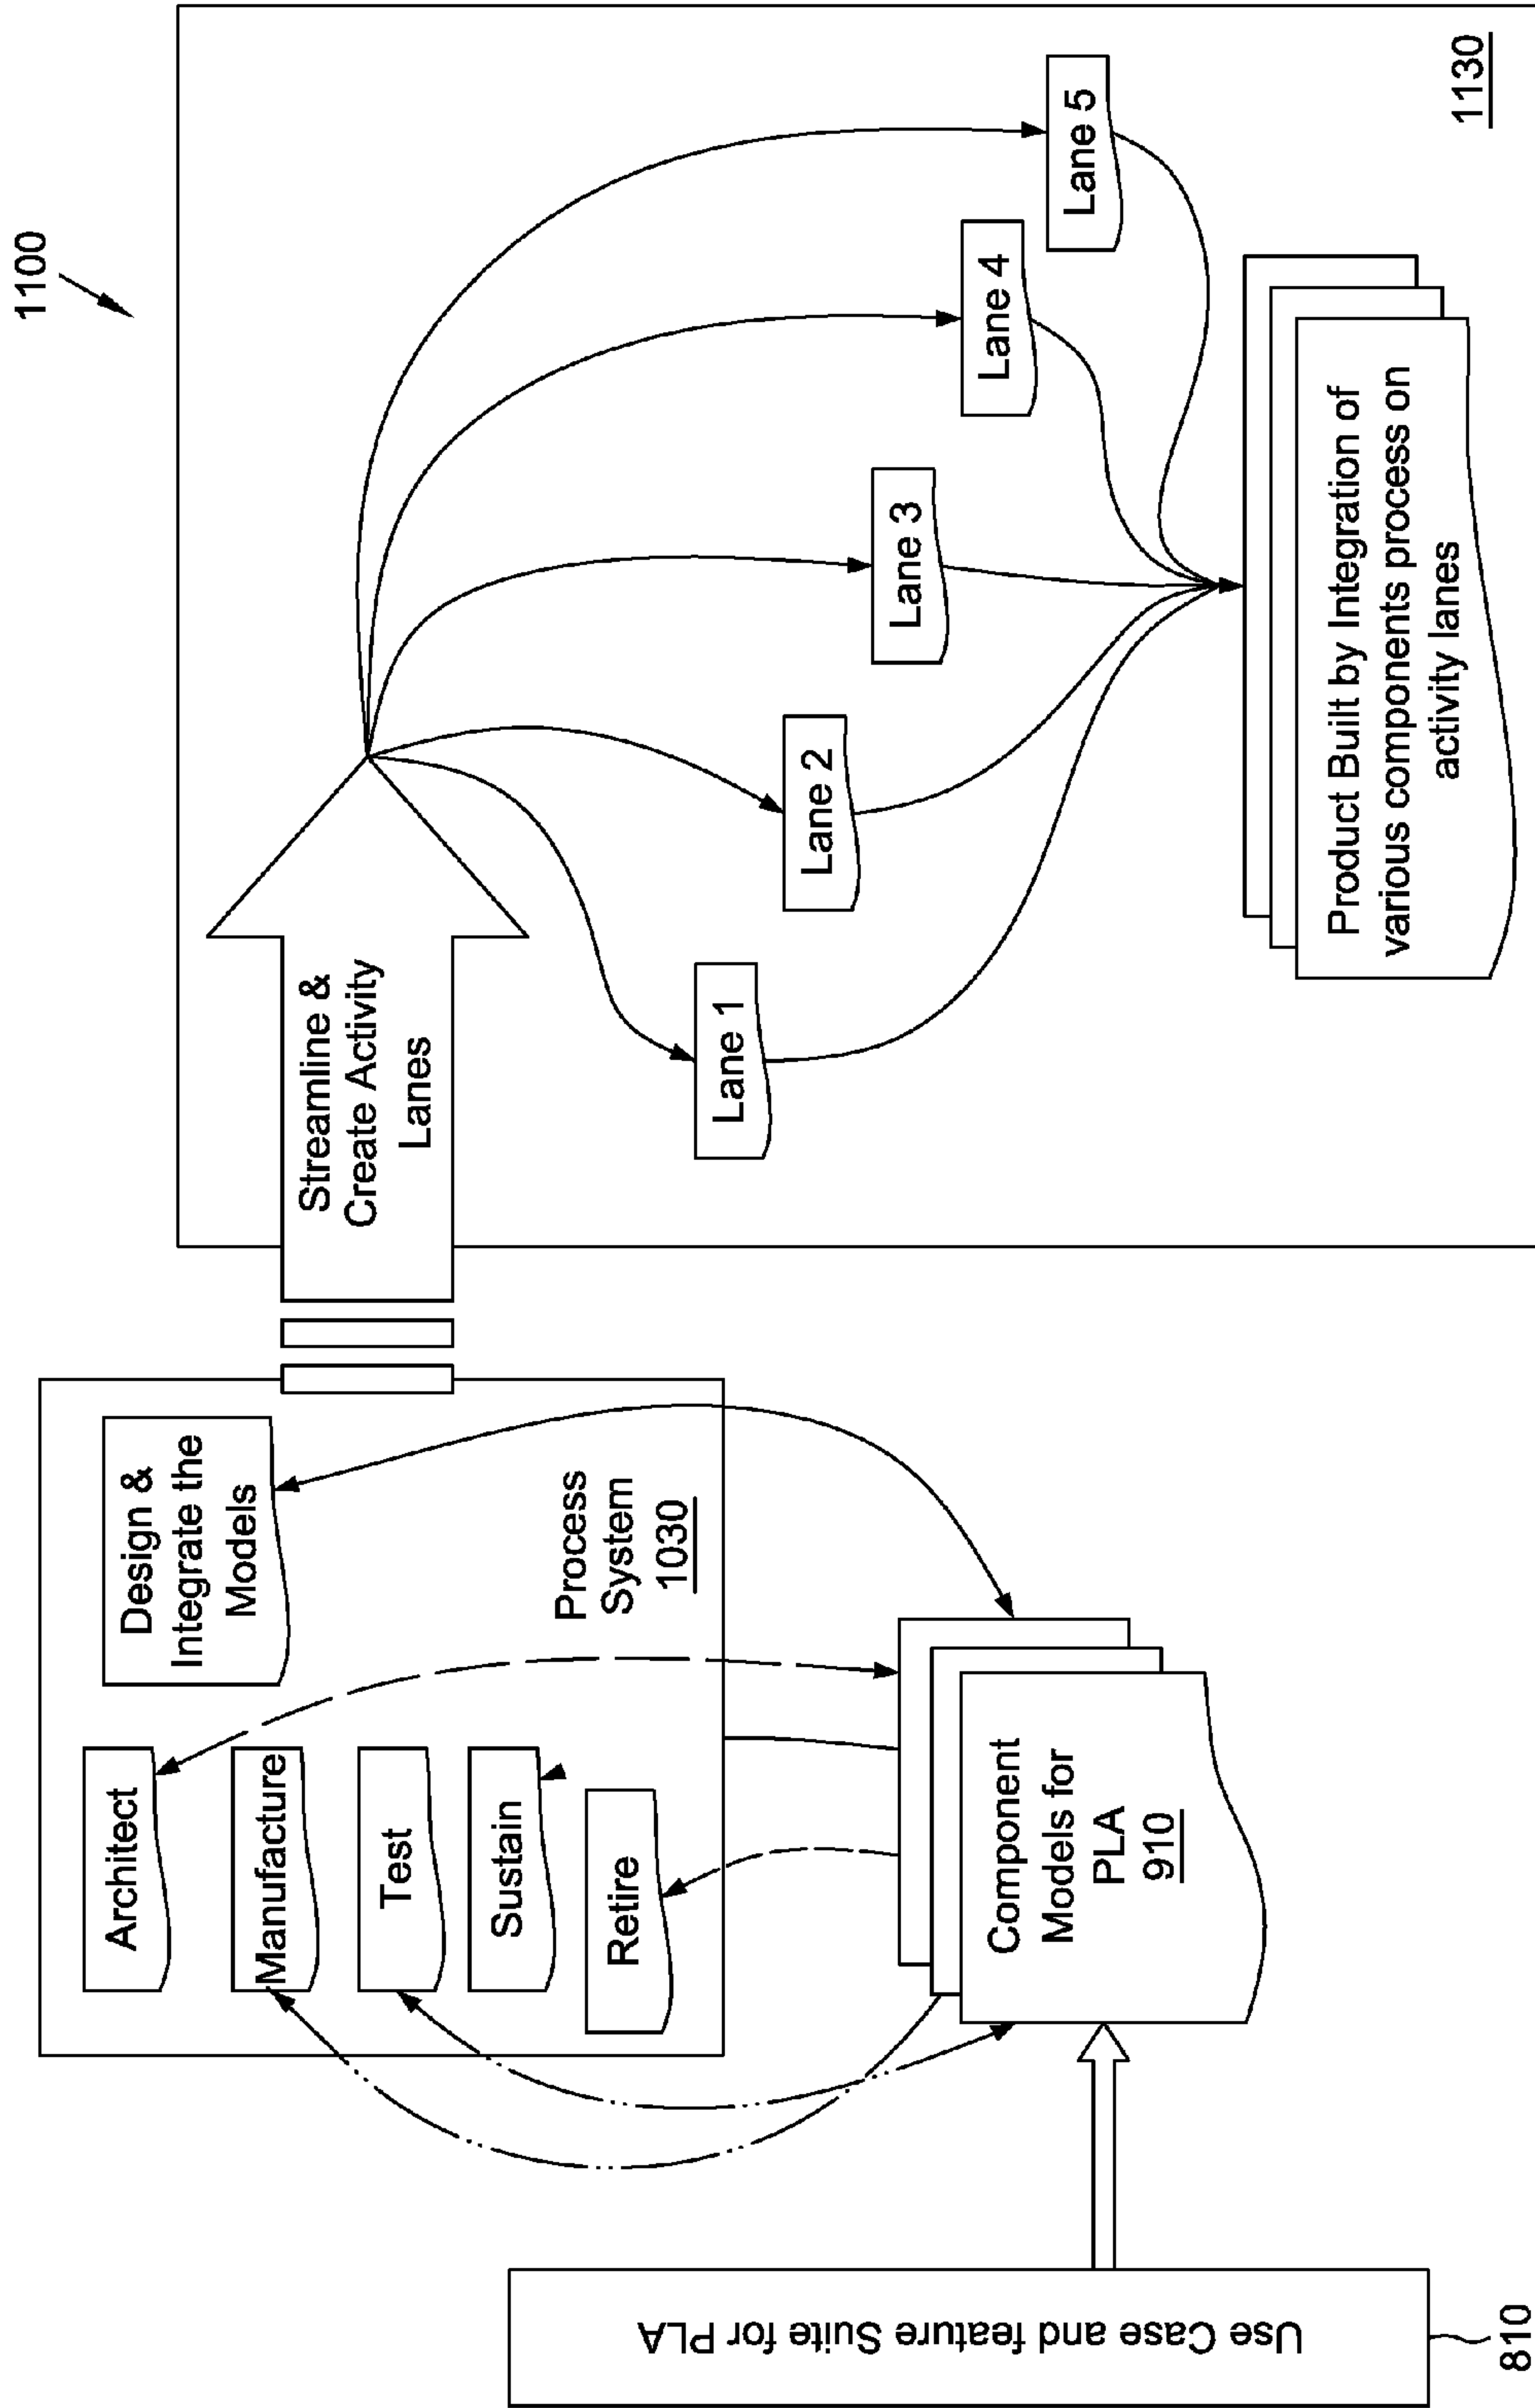 1100
Design &
Integrate the
Models
Architect
Manufacture
Test
Sustain
Retire
Process
System
1030
Component
Models for
PLA
910
Use Case and feature Suite for PLA
810
Streamline &
Create Activity
Lanes
Lane 1
Lane 2
Lane 3
Lane 4
Lane 5
Product Built by Integration of
various components process on
activity lanes
1130